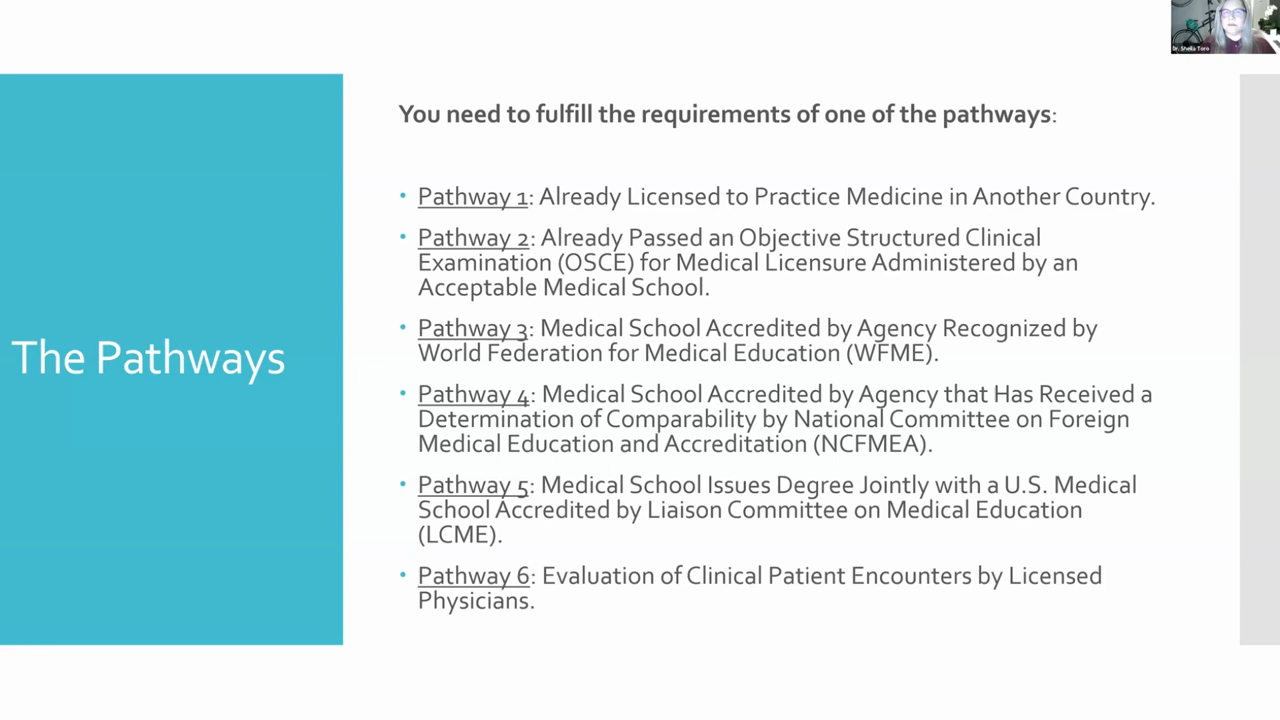 Dr. Sheila Toro
The Pathways
You need to fulfill the requirements of one of the pathways:
• Pathway 1: Already Licensed to Practice Medicine in Another Country.
• Pathway 2: Already Passed an Objective Structured Clinical
Examination (OSCE) for Medical Licensure Administered by an
Acceptable Medical School.
• Pathway 3: Medical School Accredited by Agency Recognized by
World Federation for Medical Education (WFME).
• Pathway 4: Medical School Accredited by Agency that Has Received a
Determination of Comparability by National Committee on Foreign
Medical Education and Accreditation (NCFMEA).
• Pathway 5: Medical School Issues Degree Jointly with a U.S. Medical
School Accredited by Liaison Committee on Medical Education
(LCME).
• Pathway 6: Evaluation of Clinical Patient Encounters by Licensed
Physicians.